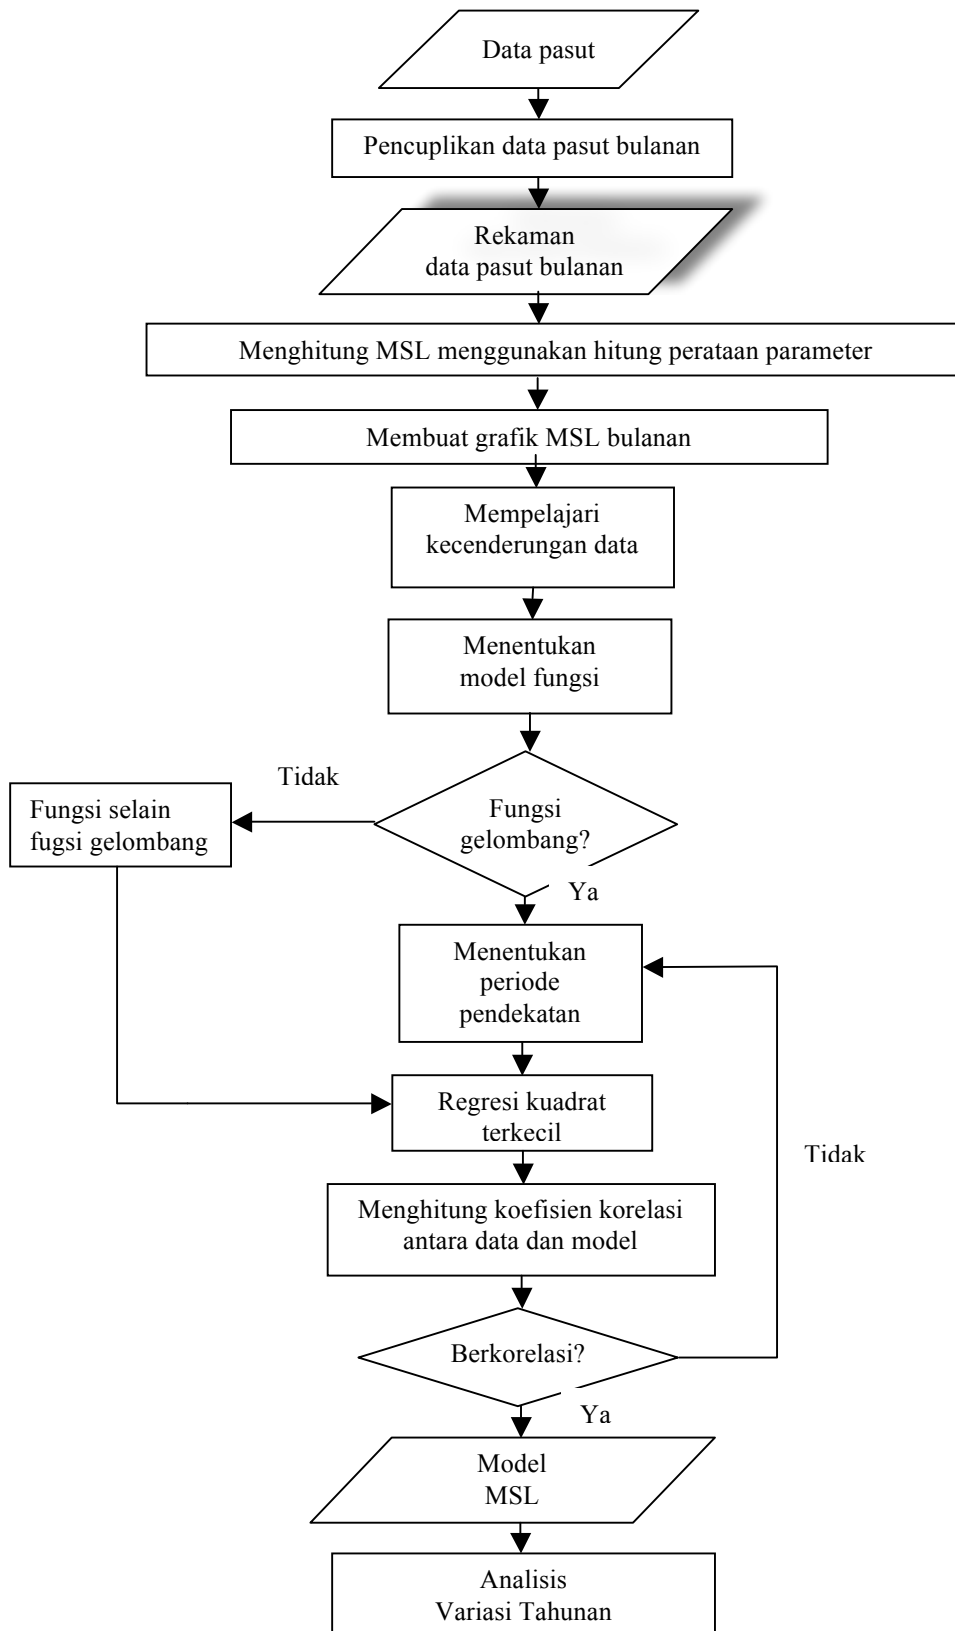 Data pasut
Pencuplikan data pasut bulanan
Rekaman
data pasut bulanan
Menghitung MSL menggunakan hitung perataan parameter
Membuat grafik MSL bulanan
Mempelajari
kecenderungan data
Menentukan
model fungsi
Tidak
Fungsi
gelombang?
Fungsi selain
fugsi gelombang
Ya
Menentukan
periode
pendekatan
Regresi kuadrat
terkecil
Tidak
Menghitung koefisien korelasi
antara data dan model
Berkorelasi?
Ya
Model
MSL
Analisis
Variasi Tahunan